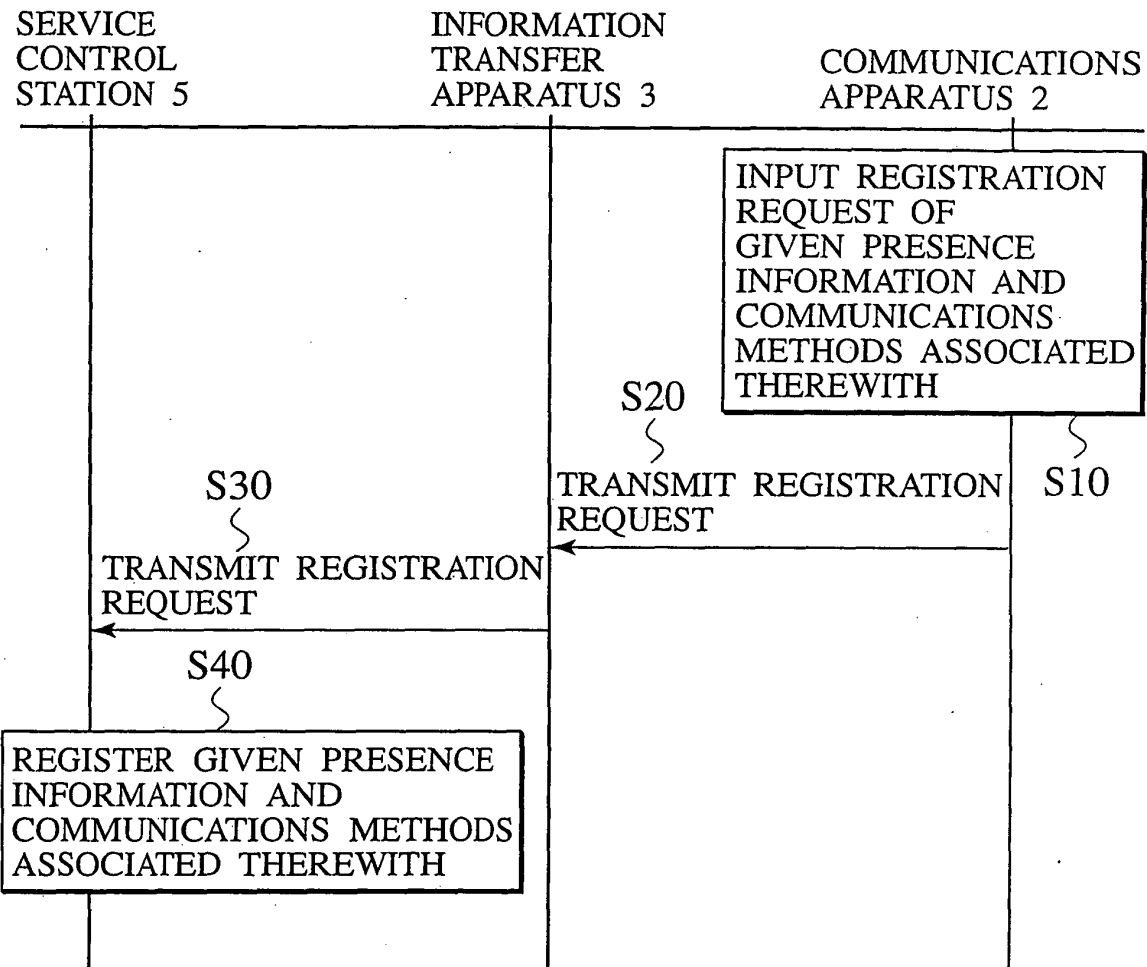 SERVICE
CONTROL
STATION 5
INFORMATION
TRANSFER
APPARATUS 3
COMMUNICATIONS
APPARATUS 2
INPUT REGISTRATION
REQUEST OF
GIVEN PRESENCE
INFORMATION AND
COMMUNICATIONS
METHODS ASSOCIATED
THEREWITH
S10
S20
TRANSMIT REGISTRATION
REQUEST
S30
TRANSMIT REGISTRATION
REQUEST
S40
REGISTER GIVEN PRESENCE
INFORMATION AND
COMMUNICATIONS METHODS
ASSOCIATED THEREWITH